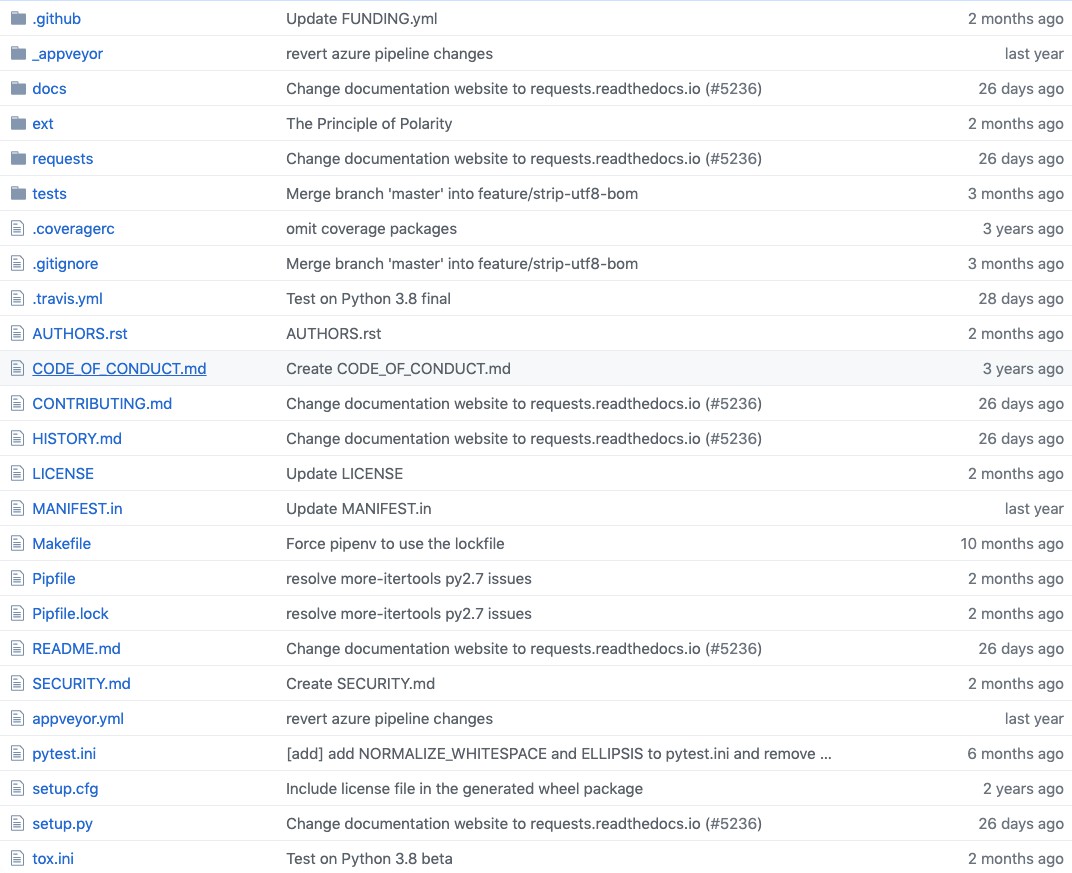 .github Update FUNDING.yml 2 months ago
_appveyor revert azure pipeline changes last year
docs Change documentation website to requests.readthedocs.io (#5236) 26 days ago
ext The Principle of Polarity 2 months ago
requests Change documentation website to requests.readthedocs.io (#5236) 26 days ago
tests Merge branch 'master' into feature/strip-utf8-bom 3 months ago
.coveragerc omit coverage packages 3 years ago
.gitignore Merge branch 'master' into feature/strip-utf8-bom 3 months ago
.travis.yml Test on Python 3.8 final 28 days ago
AUTHORS.rst AUTHORS.rst 2 months ago
CODE_OF_CONDUCT.md Create CODE_OF_CONDUCT.md 3 years ago
CONTRIBUTING.md Change documentation website to requests.readthedocs.io (#5236) 26 days ago
HISTORY.md Change documentation website to requests.readthedocs.io (#5236) 26 days ago
LICENSE Update LICENSE 2 months ago
MANIFEST.in Update MANIFEST.in last year
Makefile Force pipenv to use the lockfile 10 months ago
Pipfile resolve more-itertools py2.7 issues 2 months ago
Pipfile.lock resolve more-itertools py2.7 issues 2 months ago
README.md Change documentation website to requests.readthedocs.io (#5236) 26 days ago
SECURITY.md Create SECURITY.md 2 months ago
appveyor.yml revert azure pipeline changes last year
pytest.ini [add] add NORMALIZE_WHITESPACE and ELLIPSIS to pytest.ini and remove ... 6 months ago
setup.cfg Include license file in the generated wheel package 2 years ago
setup.py Change documentation website to requests.readthedocs.io (#5236) 26 days ago
tox.ini Test on Python 3.8 beta 2 months ago